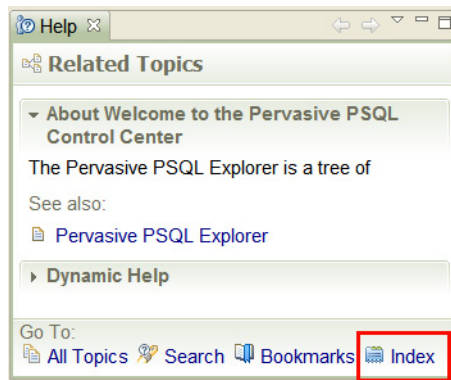 Help
Related Topics
About Welcome to the Pervasive PSQL
Control Center
The Pervasive PSQL Explorer is a tree of
See also:
Pervasive PSQL Explorer
Dynamic Help
Go To:
All Topics Search Bookmarks Index